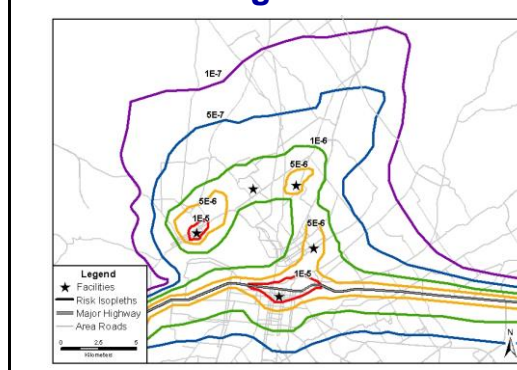 1E-7
5E-7
1E-6
5E-6
5E-6
1E-5
5E-6
1E-5
Legend
Facilities
Risk Isopleths
Major Highway
Area Roads
0 2.5 5
Kilometers
N